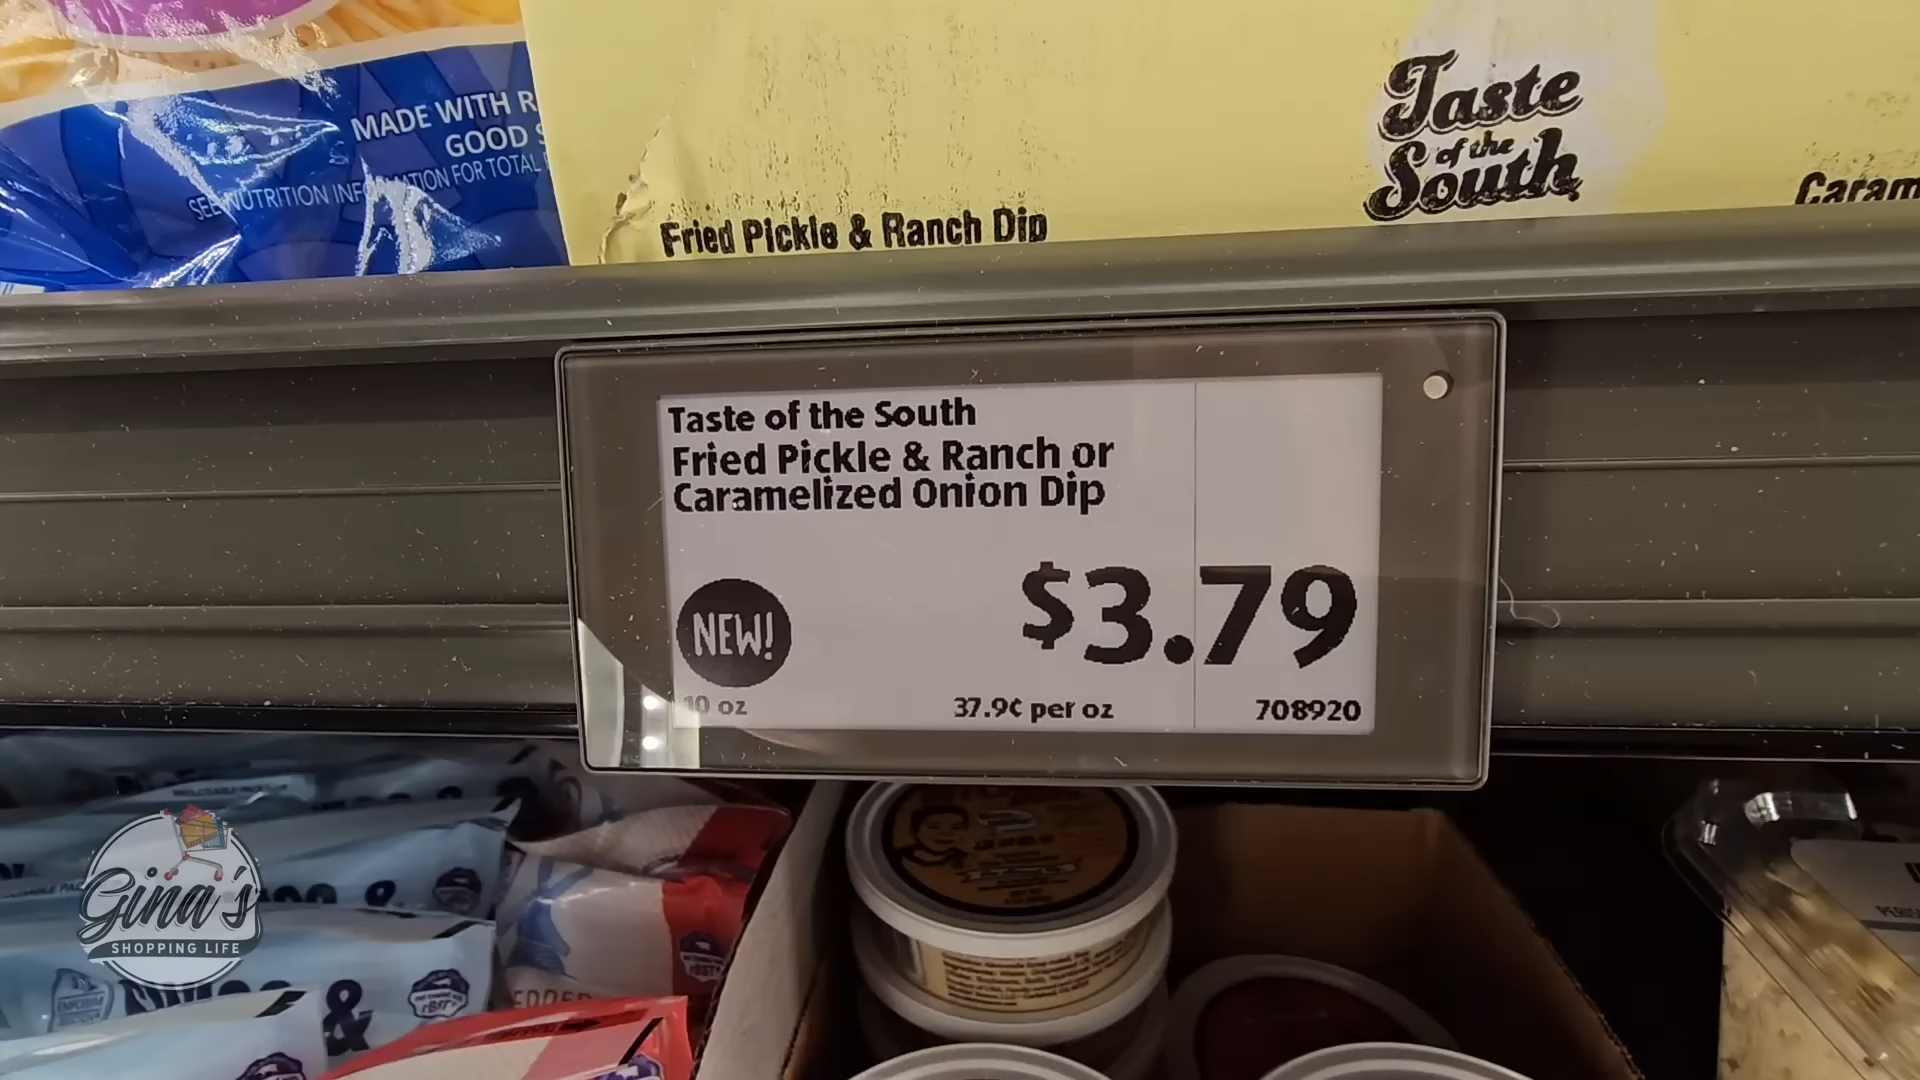 MADE WITH R
GOOD
SEE NUTRITION INFORMATION FOR TOTAL
Fried Pickle & Ranch Dip
Taste
of the
South
Caram
Taste of the South
Fried Pickle & Ranch or
Caramelized Onion Dip
NEW!
$3.79
10 oz
37.9¢ per oz
708920
Gina's
SHOPPING LIFE